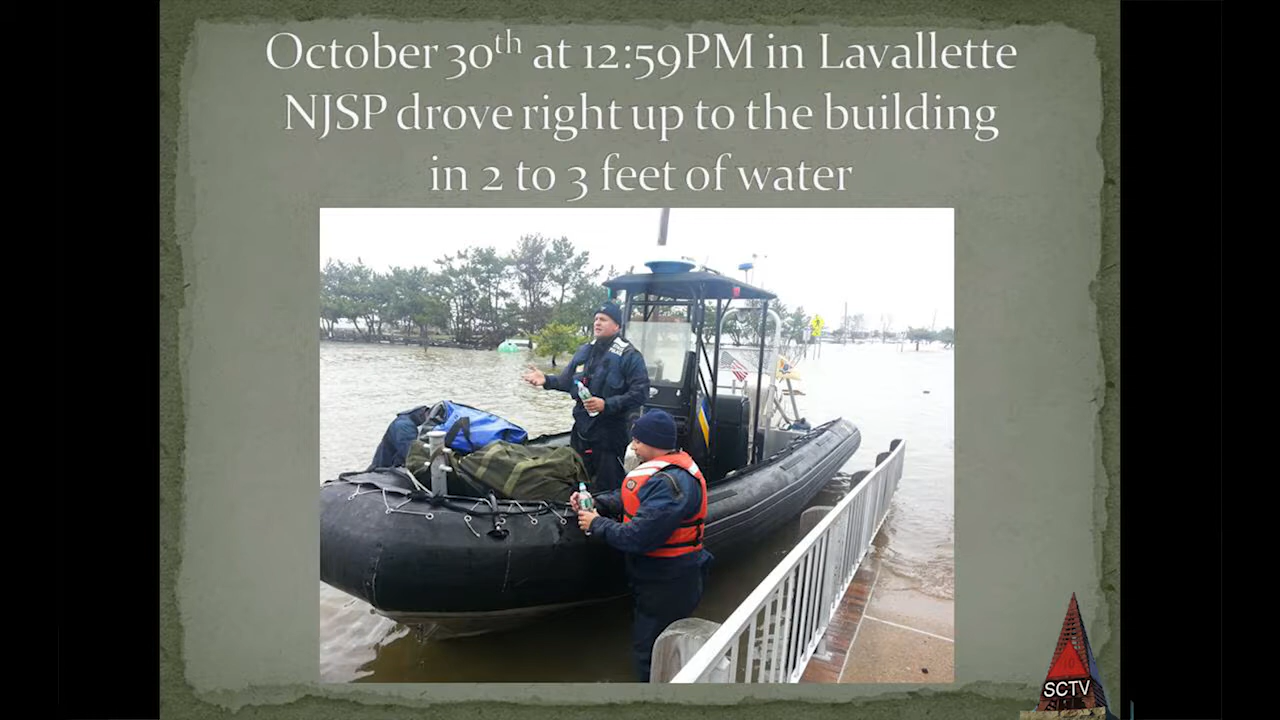 October 30th at 12:59PM in Lavallette
NJSP drove right up to the building
in 2 to 3 feet of water
SCTV